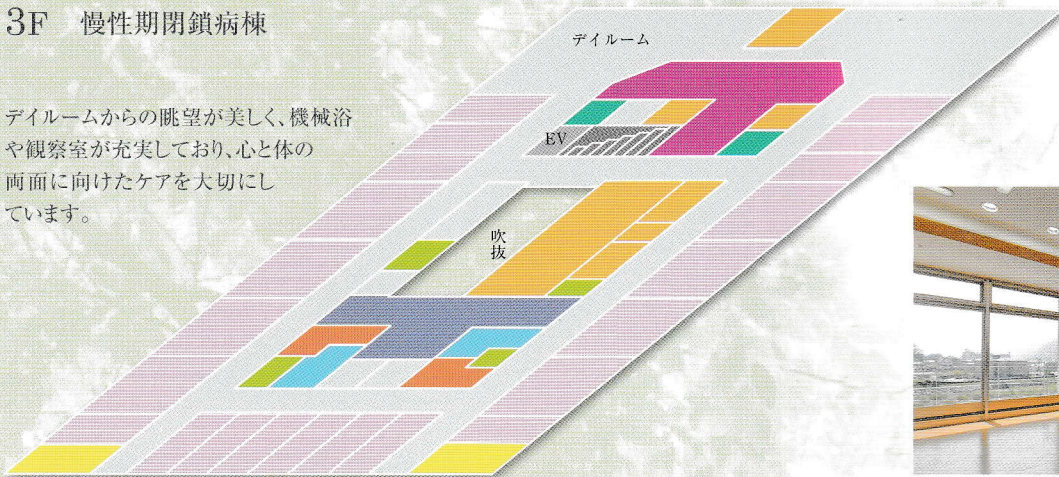 3F 慢性期閉鎖病棟
デイルームからの眺望が美しく、機械浴
や観察室が充実しており、心と体の
両面に向けたケアを大切にし
ています。
デイルーム
EV
吹抜